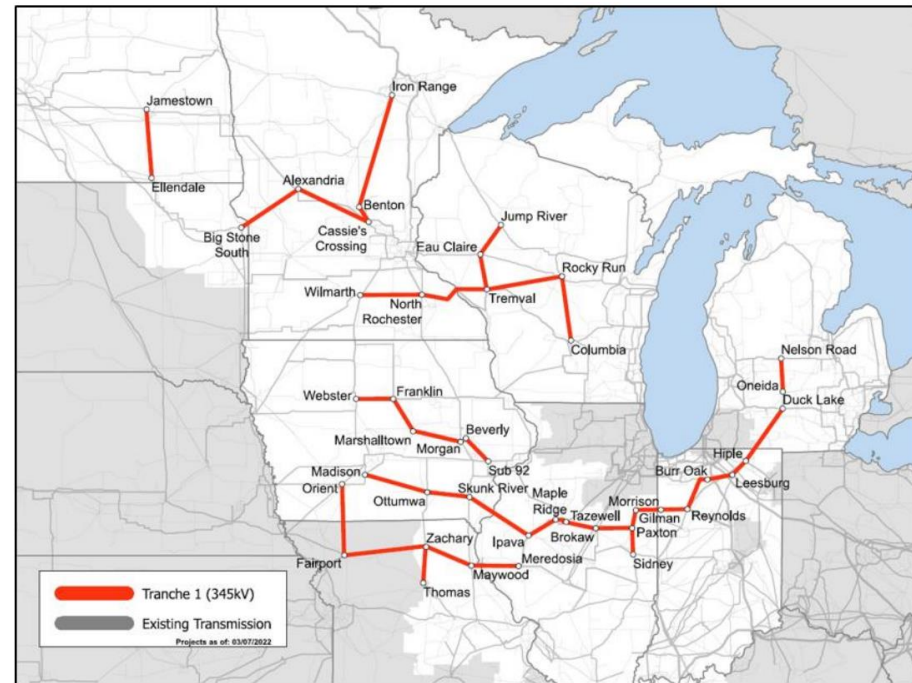 Iron Range
Jamestown
Ellendale
Alexandria
Benton
Cassie's
Crossing
Big Stone
South
Jump River
Eau Claire
Rocky Run
Wilmarth
North
Rochester
Tremval
Columbia
Nelson Road
Oneida
Duck Lake
Webster
Franklin
Marshalltown
Beverly
Morgan
Sub 92
Hiple
Burr Oak
Leesburg
Madison
Orient
Ottumwa
Skunk River
Maple
Ridge
Tazewell
Morrison
Gilman
Reynolds
Ipava
Brokaw
Paxton
Sidney
Fairport
Zachary
Maywood
Meredosia
Thomas
Tranche 1 (345kV)
Existing Transmission
Projects as of: 03/07/2022